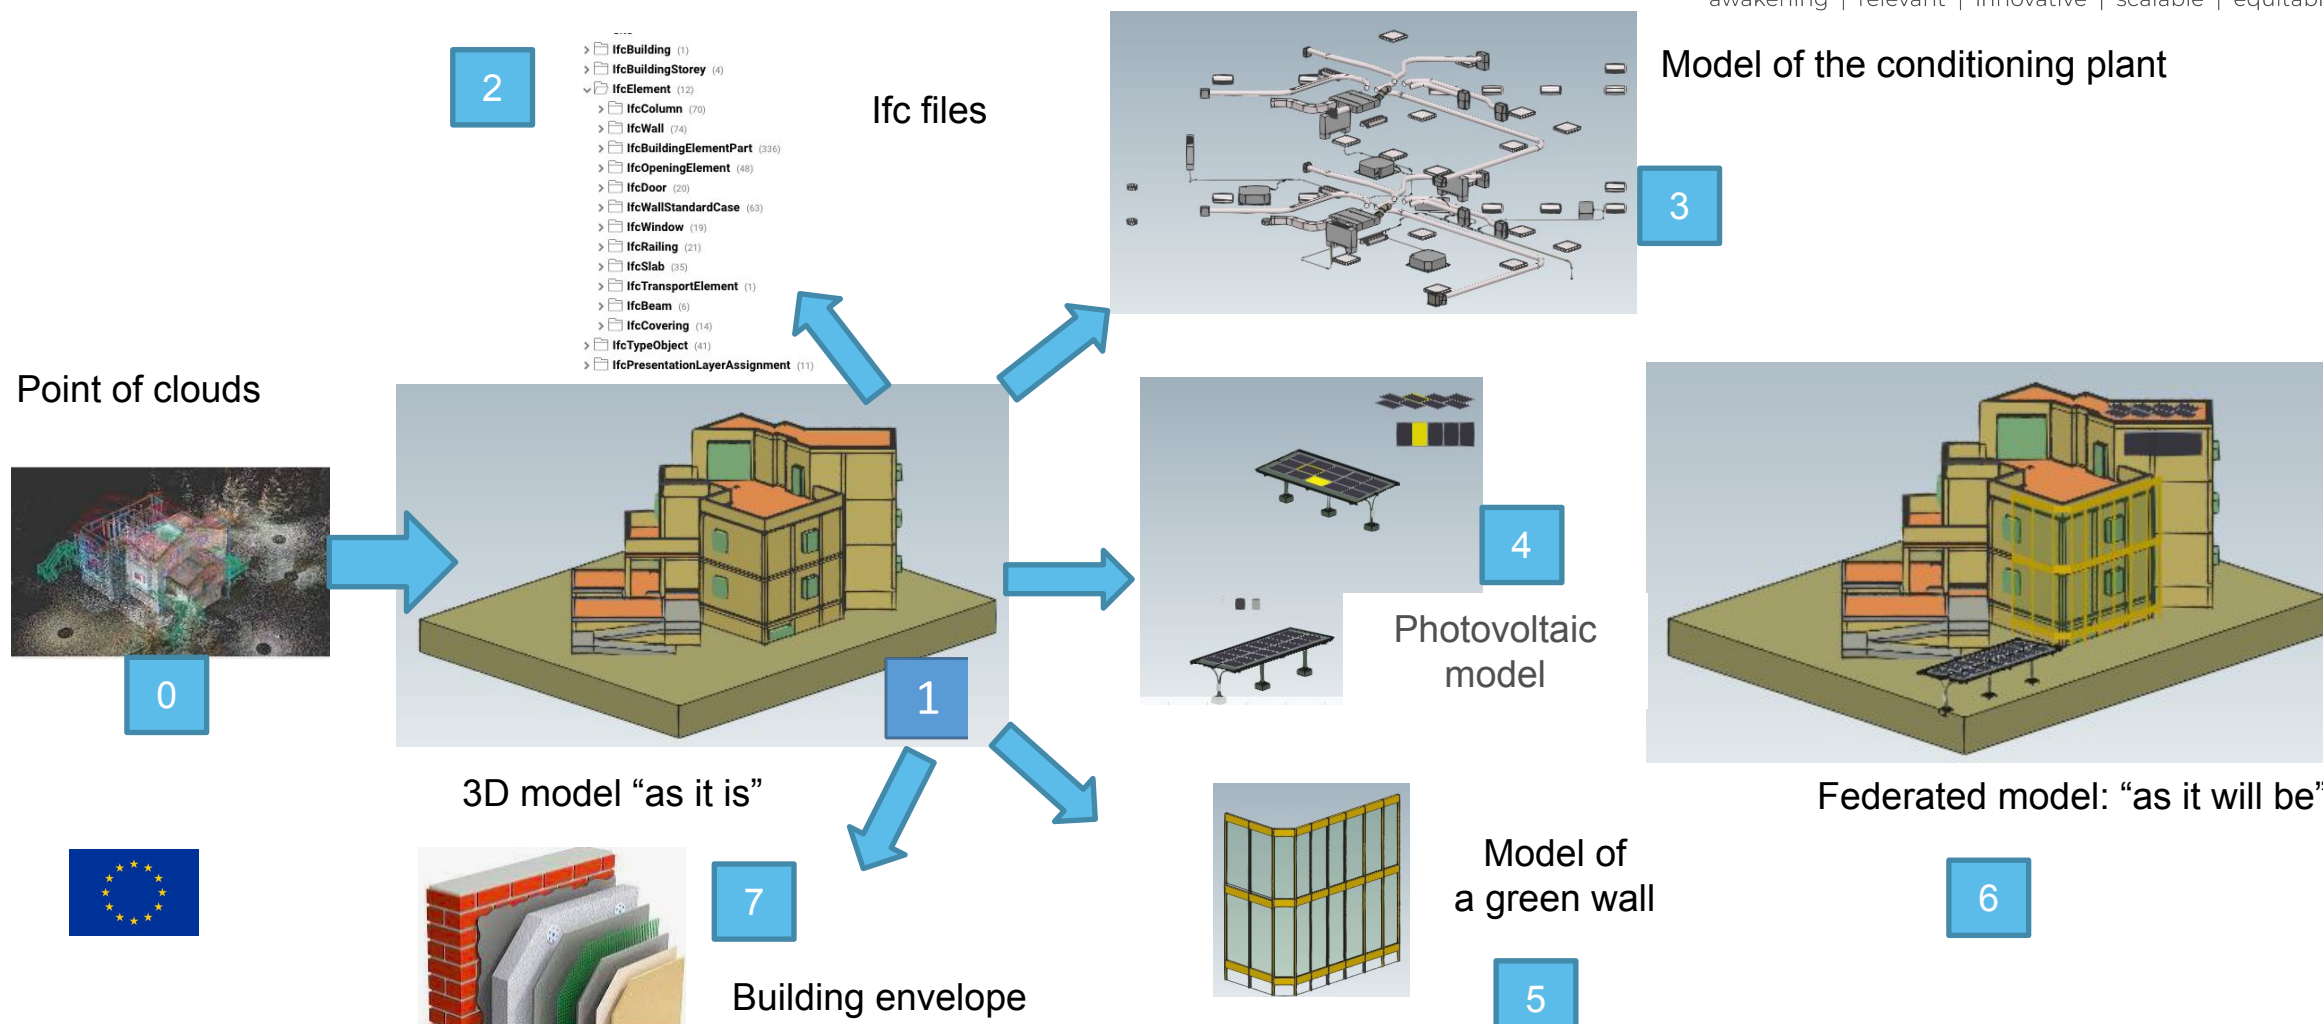 awakening | relevant | innovative | scalable | equitabl
Model of the conditioning plant
2
IfcBuilding (1)
IfcBuildingStorey (4)
IfcElement (12)
IfcColumn (70)
IfcWall (74)
IfcBuildingElementPart (336)
IfcOpeningElement (48)
IfcDoor (20)
IfcWallStandardCase (63)
IfcWindow (19)
IfcRailing (21)
IfcSlab (35)
IfcTransportElement (1)
IfcBeam (6)
IfcCovering (14)
IfcTypeObject (41)
IfcPresentationLayerAssignment (11)
Ifc files
3
Point of clouds
0
1
3D model “as it is”
4
Photovoltaic
model
Federated model: “as it will be”
6
7
Building envelope
Model of
a green wall
5